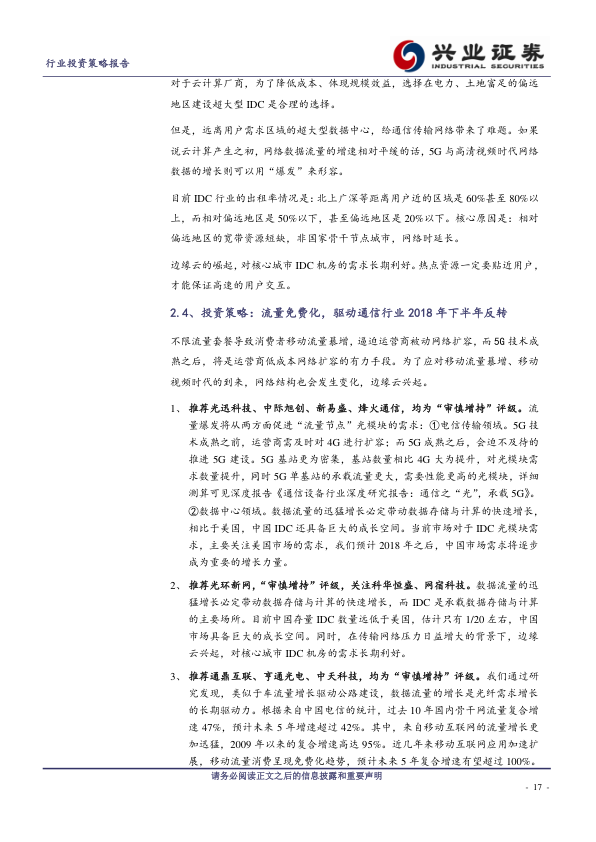 行业投资策略报告
兴业证券
INDUSTRIAL SECURITIES
对于云计算厂商，为了降低成本、体现规模效益，选择在电力、土地富足的偏远
地区建设超大型 IDC 是合理的选择。
但是，远离用户需求区域的超大型数据中心，给通信传输网络带来了难题。如果
说云计算产生之初，网络数据流量的增速相对平缓的话，5G 与高清视频时代网络
数据的增长则可以用“爆发”来形容。
目前 IDC 行业的出租率情况是：北上广深等距离用户近的区域是 60%甚至 80%以
上，而相对偏远地区是 50%以下，甚至偏远地区是 20%以下。核心原因是：相对
偏远地区的宽带资源短缺，非国家骨干节点城市，网络时延长。
边缘云的崛起，对核心城市 IDC 机房的需求长期利好。热点资源一定要贴近用户，
才能保证高速的用户交互。
2.4、投资策略：流量免费化，驱动通信行业 2018 年下半年反转
不限流量套餐导致消费者移动流量暴增，逼迫运营商被动网络扩容，而 5G 技术成
熟之后，将是运营商低成本网络扩容的有力手段。为了应对移动流量暴增、移动
视频时代的到来，网络结构也会发生变化，边缘云兴起。
1、 推荐光迅科技、中际旭创、新易盛、烽火通信，均为“审慎增持”评级。流
量爆发将从两方面促进“流量节点”光模块的需求：①电信传输领域。5G 技
术成熟之前，运营商需及时对 4G 进行扩容；而 5G 成熟之后，会迫不及待的
推进 5G 建设。5G 基站更为密集，基站数量相比 4G 大为提升，对光模块需
求数量提升，同时 5G 单基站的承载流量更大，需要性能更高的光模块，详细
测算可见深度报告《通信设备行业深度研究报告：通信之“光”，承载 5G》。
②数据中心领域。数据流量的迅猛增长必定带动数据存储与计算的快速增长，
相比于美国，中国 IDC 还具备巨大的成长空间。当前市场对于 IDC 光模块需
求，主要关注美国市场的需求，我们预计 2018 年之后，中国市场需求将逐步
成为重要的增长力量。
2、 推荐光环新网，“审慎增持”评级，关注科华恒盛、网宿科技。数据流量的迅
猛增长必定带动数据存储与计算的快速增长，而 IDC 是承载数据存储与计算
的主要场所。目前中国存量 IDC 数量远低于美国，估计只有 1/20 左右，中国
市场具备巨大的成长空间。同时，在传输网络压力日益增大的背景下，边缘
云兴起，对核心城市 IDC 机房的需求长期利好。
3、 推荐通鼎互联、亨通光电、中天科技，均为“审慎增持”评级。我们通过研
究发现，类似于车流量增长驱动公路建设，数据流量的增长是光纤需求增长
的长期驱动力。根据来自中国电信的统计，过去 10 年国内骨干网流量复合增
速 47%，预计未来 5 年增速超过 42%。其中，来自移动互联网的流量增长更
加迅猛，2009 年以来的复合增速高达 95%。近几年来移动互联网应用加速扩
展，移动流量消费呈现免费化趋势，预计未来 5 年复合增速有望超过 100%。
请务必阅读正文之后的信息披露和重要声明
- 17 -